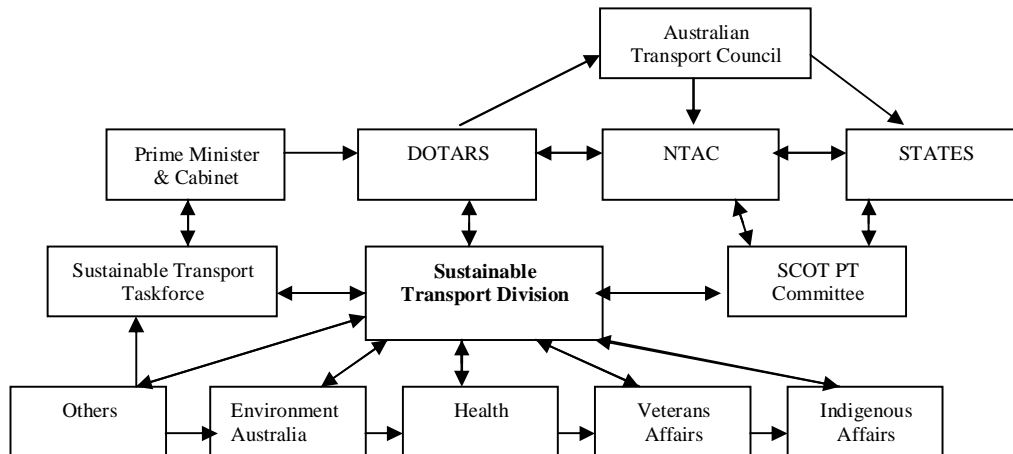 Australian
Transport Council
Prime Minister
& Cabinet
DOTARS
NTAC
STATES
Sustainable Transport
Taskforce
Sustainable
Transport Division
SCOT PT
Committee
Others
Environment
Australia
Health
Veterans
Affairs
Indigenous
Affairs